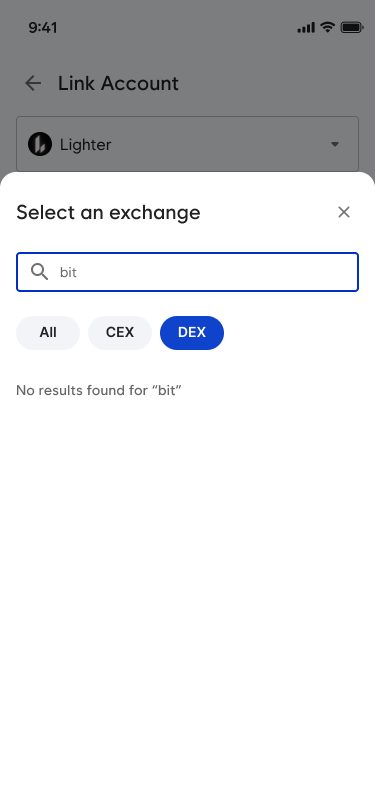 9:41
Link Account
Lighter
Select an exchange
bit
All
CEX
DEX
No results found for “bit”